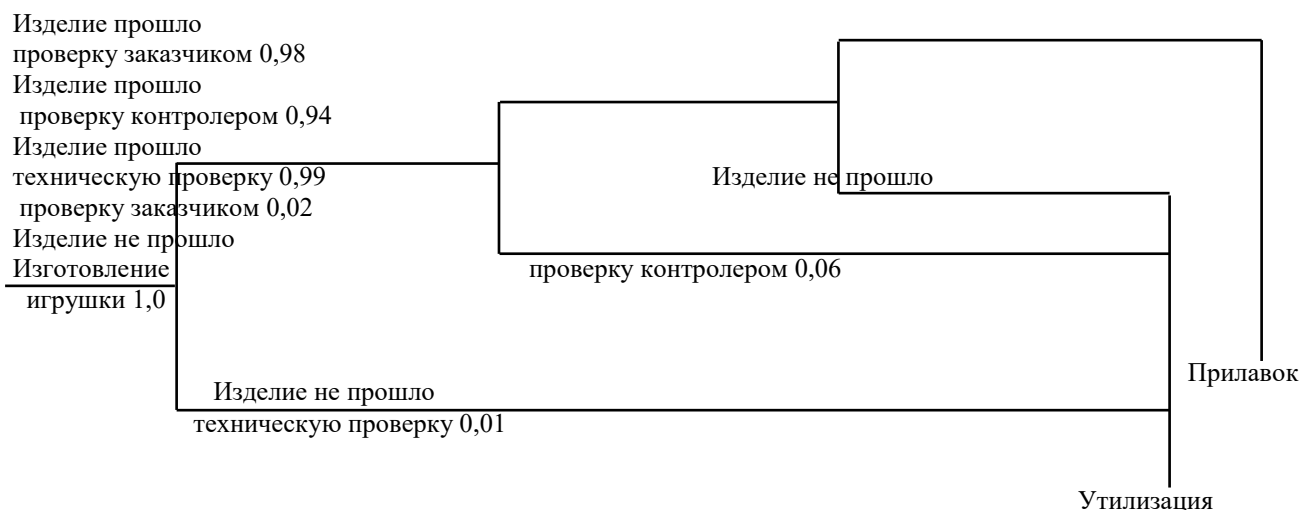 Изделие прошло
проверку заказчиком 0,98
Изделие прошло
проверку контролером 0,94
Изделие прошло
техническую проверку 0,99
Изделие не прошло
проверку заказчиком 0,02
Изделие не прошло
Изготовление
проверку контролером 0,06
игрушки 1,0
Прилавок
Изделие не прошло
техническую проверку 0,01
Утилизация